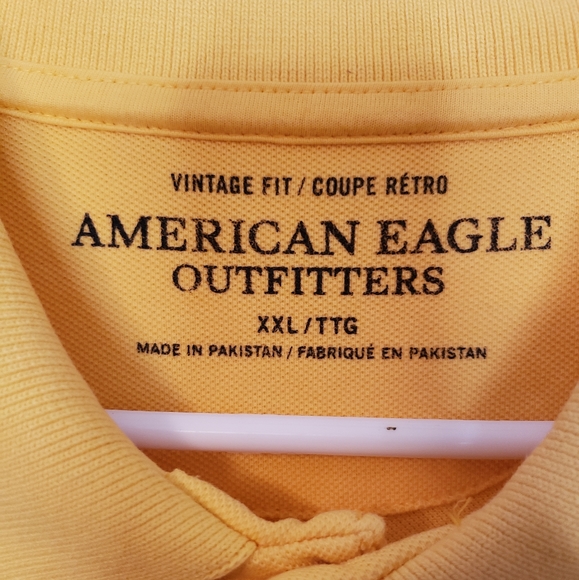 VINTAGE FIT / COUPE RÉTRO
AMERICAN EAGLE
OUTFITTERS
XXL/TTG
MADE IN PAKISTAN / FABRIQUÉ EN PAKISTAN